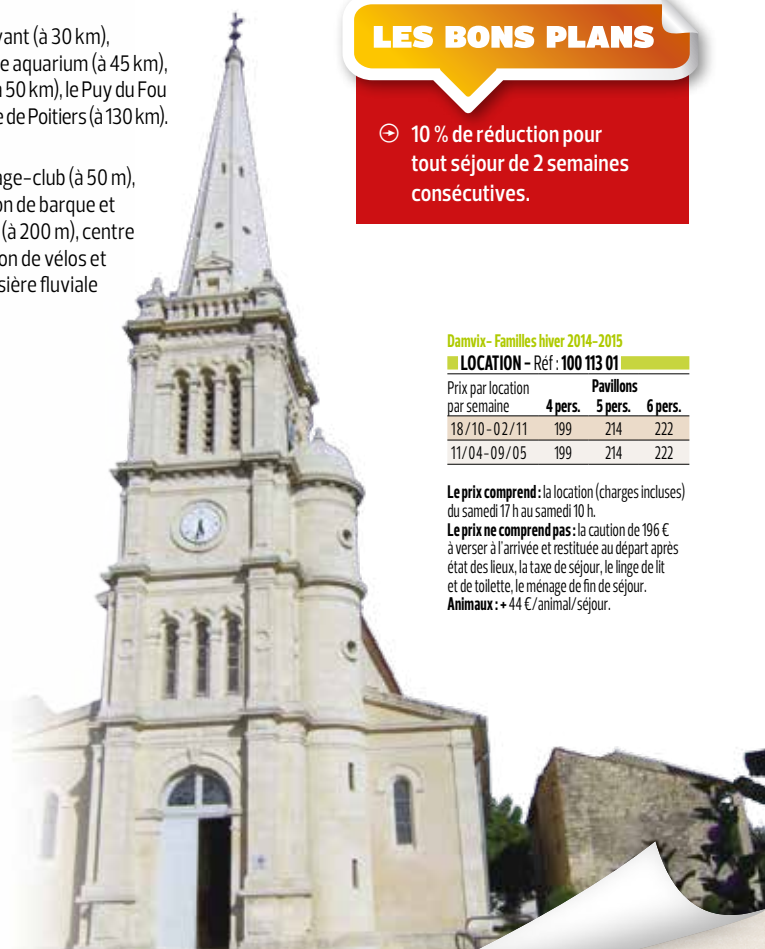 vant (à 30 km),
e aquarium (à 45 km),
à 50 km), le Puy du Fou
e de Poitiers (à 130 km).
age-club (à 50 m),
on de barque et
(à 200 m), centre
on de vélos et
sière fluviale
LES BONS PLANS
10 % de réduction pour
tout séjour de 2 semaines
consécutives.
Damvix- Familles hiver 2014-2015
LOCATION - Réf : 100 113 01
Prix par location Pavillons
par semaine 4 pers. 5 pers. 6 pers.
18/10-02/11 199 214 222
11/04-09/05 199 214 222
Le prix comprend : la location (charges incluses)
du samedi 17 h au samedi 10 h.
Le prix ne comprend pas : la caution de 196 €
à verser à l'arrivée et restituée au départ après
état des lieux, la taxe de séjour, le linge de lit
et de toilette, le ménage de fin de séjour.
Animaux : + 44 €/animal/séjour.